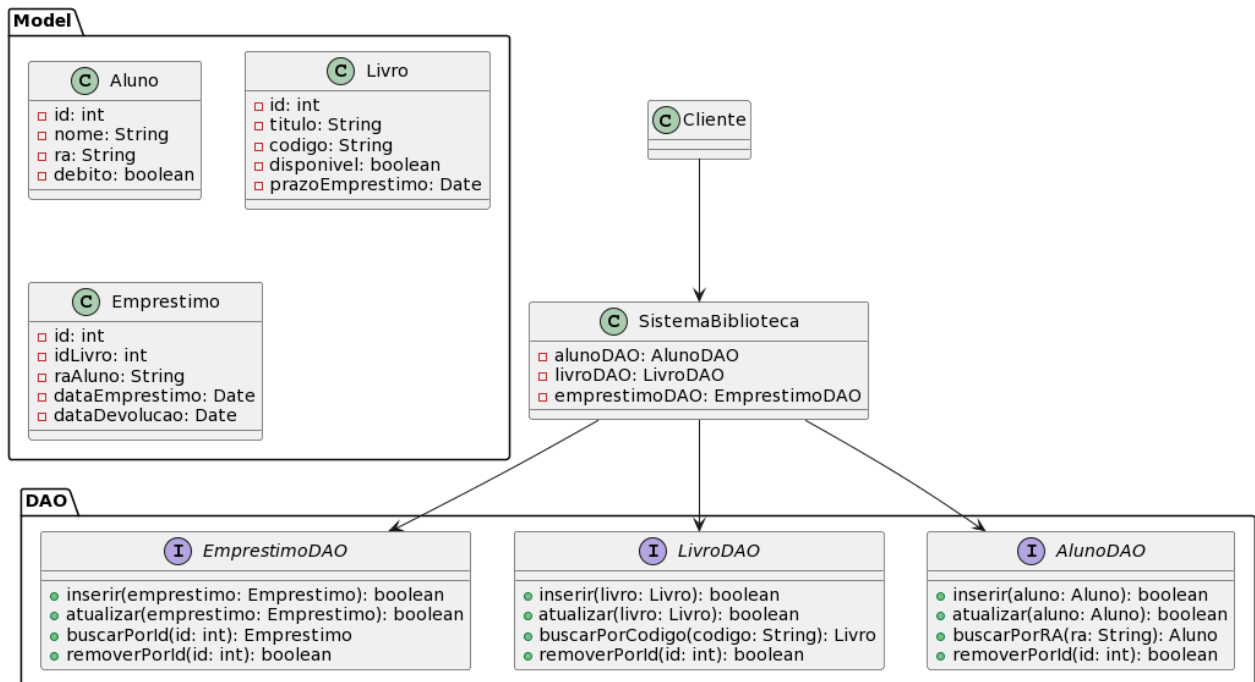 Model
C Aluno
id: int
nome: String
ra: String
debito: boolean
C Livro
id: int
titulo: String
codigo: String
disponivel: boolean
prazoEmprestimo: Date
C Cliente
C Emprestimo
id: int
idLivro: int
raAluno: String
dataEmprestimo: Date
dataDevolucao: Date
C SistemaBiblioteca
alunoDAO: AlunoDAO
livroDAO: LivroDAO
emprestimoDAO: EmprestimoDAO
DAO
I EmprestimoDAO
inserir(emprestimo: Emprestimo): boolean
atualizar(emprestimo: Emprestimo): boolean
buscarPorId(id: int): Emprestimo
removerPorId(id: int): boolean
I LivroDAO
inserir(livro: Livro): boolean
atualizar(livro: Livro): boolean
buscarPorCodigo(codigo: String): Livro
removerPorId(id: int): boolean
I AlunoDAO
inserir(aluno: Aluno): boolean
atualizar(aluno: Aluno): boolean
buscarPorRA(ra: String): Aluno
removerPorId(id: int): boolean